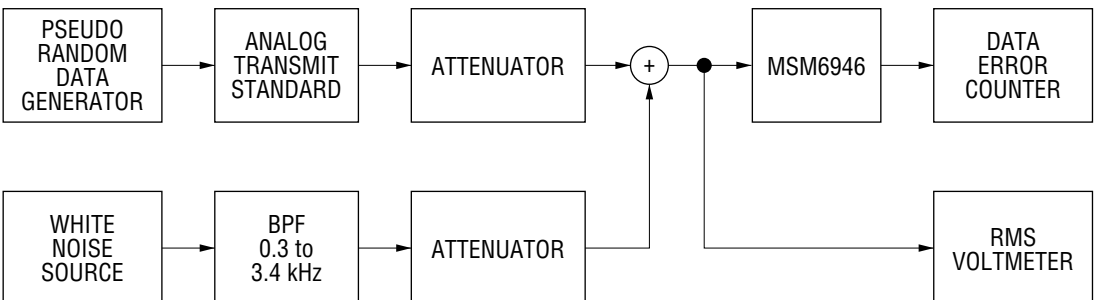 PSEUDO
RANDOM
DATA
GENERATOR
ANALOG
TRANSMIT
STANDARD
ATTENUATOR
+
MSM6946
DATA
ERROR
COUNTER
WHITE
NOISE
SOURCE
BPF
0.3 to
3.4 kHz
ATTENUATOR
RMS
VOLTMETER